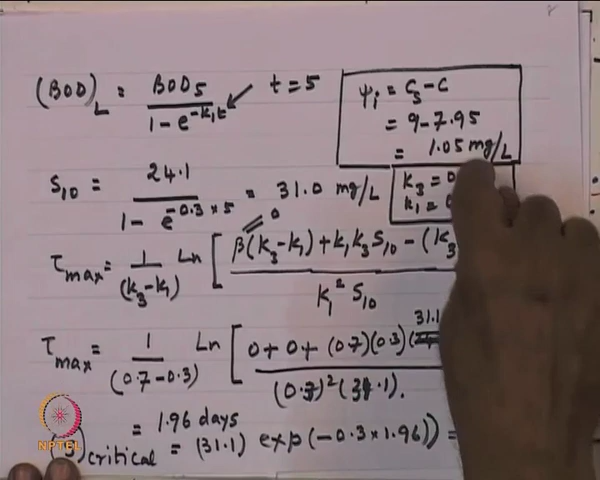 (BOD)L = BOD5 / (1 - e^-k1t) t = 5
ψi = Cs - C
= 9 - 7.95
= 1.05 mg/L
S10 = 24.1 / (1 - e^-0.3×5) = 31.0 mg/L
K3 = 0
k1 = 0
τmax = 1/(k3-k1) Ln [ β(k3-k1) + k1k3S10 - (k3 / k1² S10
τmax = 1/(0.7-0.3) Ln [ 0 + 0 + (0.7)(0.3)(31.1 / (0.3)²(31.1).
= 1.96 days
)critical = (31.1) exp(-0.3×1.96)) =
NPTEL